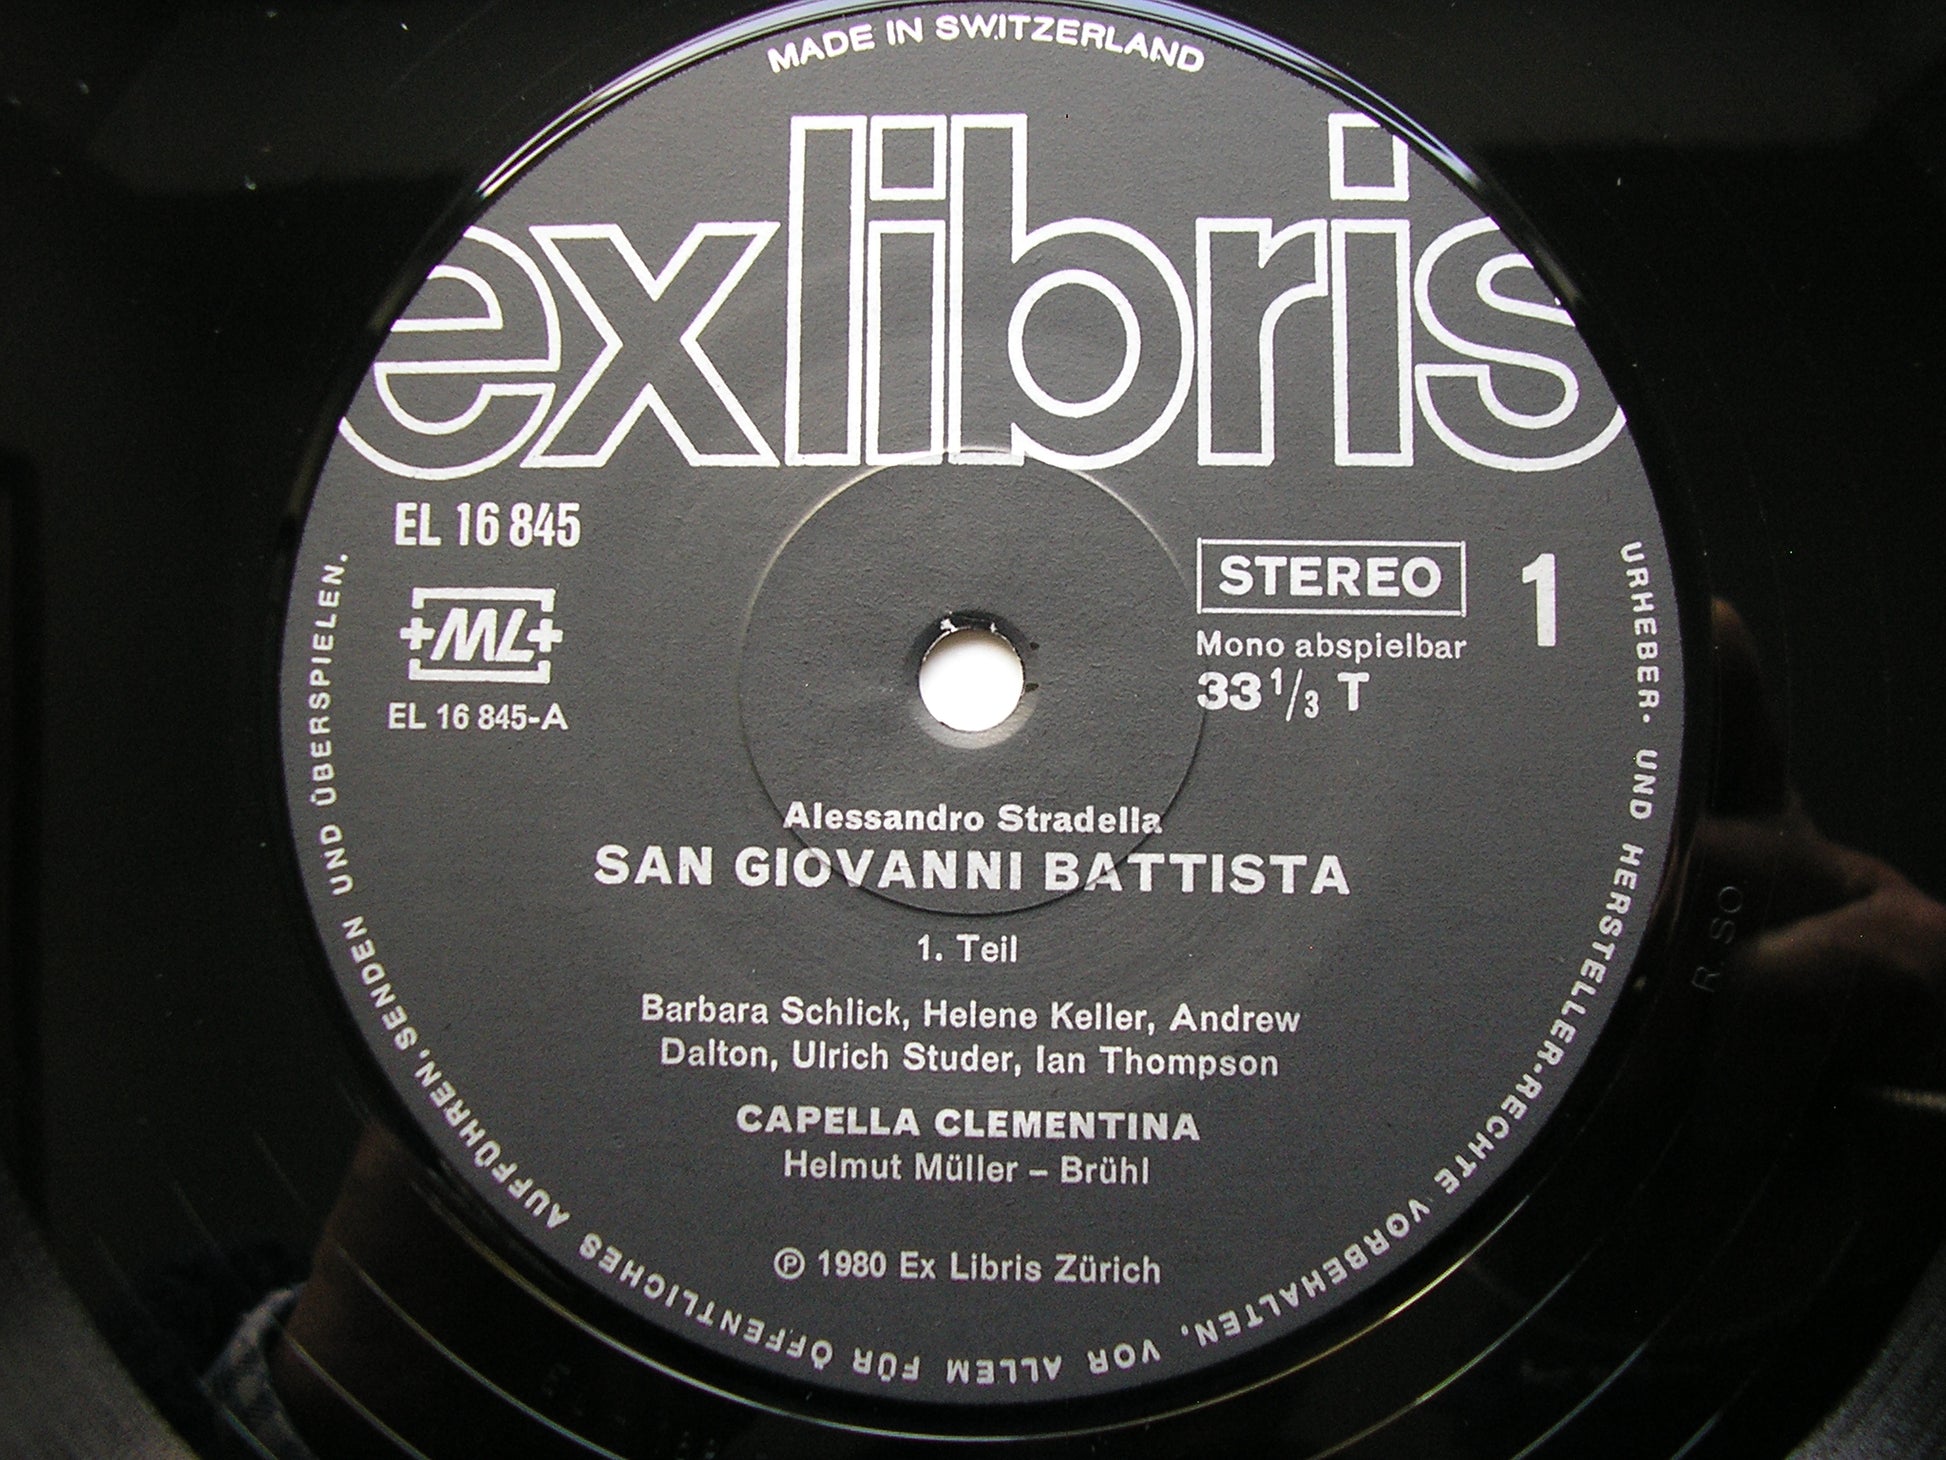 MADE IN SWITZERLAND
exlibris
EL 16 845
ML
EL 16 845-A
STEREO
1
Mono abspielbar
33 1/3 T
Alessandro Stradella
SAN GIOVANNI BATTISTA
1. Teil
Barbara Schlick, Helene Keller, Andrew
Dalton, Ulrich Studer, Ian Thompson
CAPELLA CLEMENTINA
Helmut Müller – Brühl
℗ 1980 Ex Libris Zürich
URHEBER- UND HERSTELLER-RECHTE VORBEHALTEN, VOR ALLEM FÜR ÖFFENTLICHES AUFFÜHREN, SENDEN UND ÜBERSPIELEN.